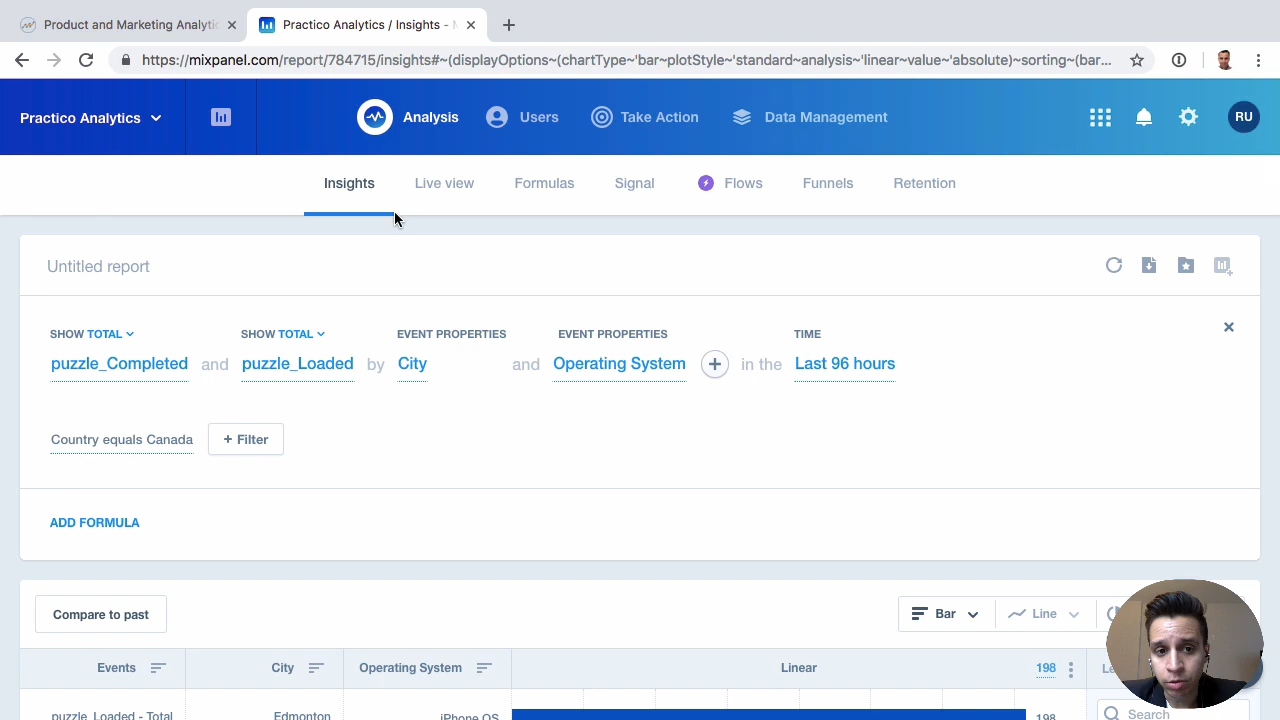 Product and Marketing Analytic
Practico Analytics / Insights - M
https://mixpanel.com/report/784715/insights#~(displayOptions~(chartType~'bar~plotStyle~'standard~analysis~'linear~value~'absolute)~sorting~(bar...
Practico Analytics
Analysis
Users
Take Action
Data Management
RU
Insights
Live view
Formulas
Signal
Flows
Funnels
Retention
Untitled report
SHOW TOTAL
SHOW TOTAL
EVENT PROPERTIES
EVENT PROPERTIES
TIME
puzzle_Completed and puzzle_Loaded by City and Operating System + in the Last 96 hours
Country equals Canada
+ Filter
ADD FORMULA
Compare to past
Bar
Line
Events
City
Operating System
Linear
198
puzzle_Loaded - Total
Edmonton
iPhone OS
198
Search